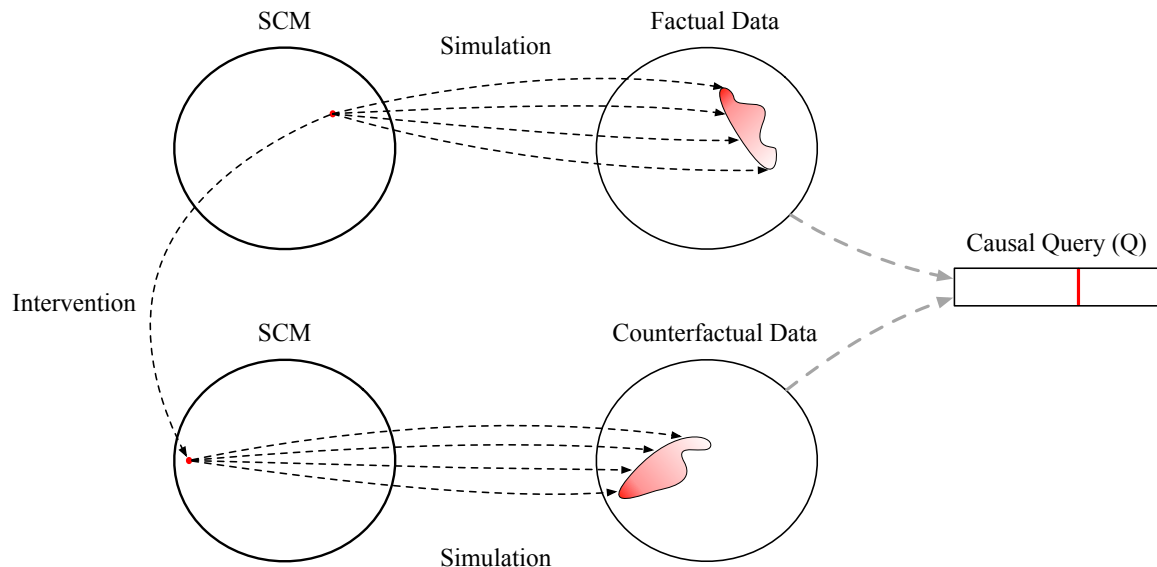 SCM
Factual Data
Simulation
Causal Query (Q)
Intervention
SCM
Counterfactual Data
Simulation